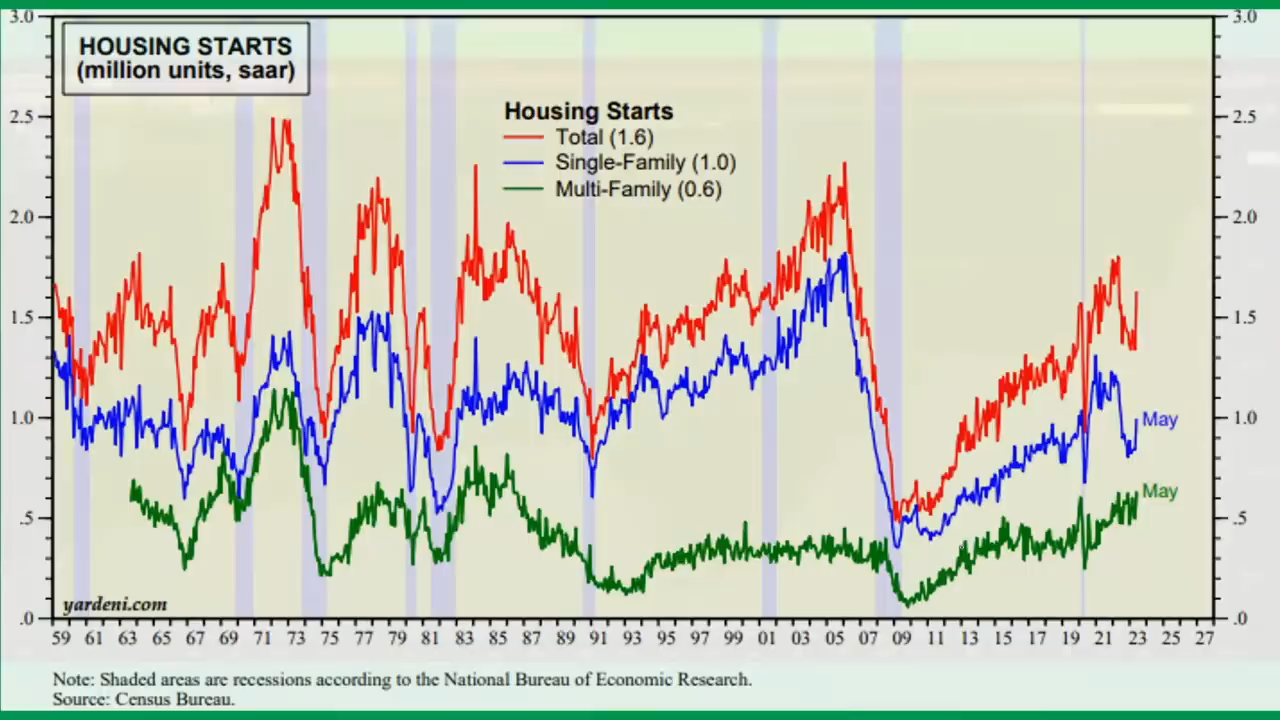 HOUSING STARTS
(million units, saar)
Housing Starts
Total (1.6)
Single-Family (1.0)
Multi-Family (0.6)
3.0
2.5
2.0
1.5
1.0
.5
.0
3.0
2.5
2.0
1.5
1.0
.5
.0
May
May
yardeni.com
59 61 63 65 67 69 71 73 75 77 79 81 83 85 87 89 91 93 95 97 99 01 03 05 07 09 11 13 15 17 19 21 23 25 27
Note: Shaded areas are recessions according to the National Bureau of Economic Research.
Source: Census Bureau.